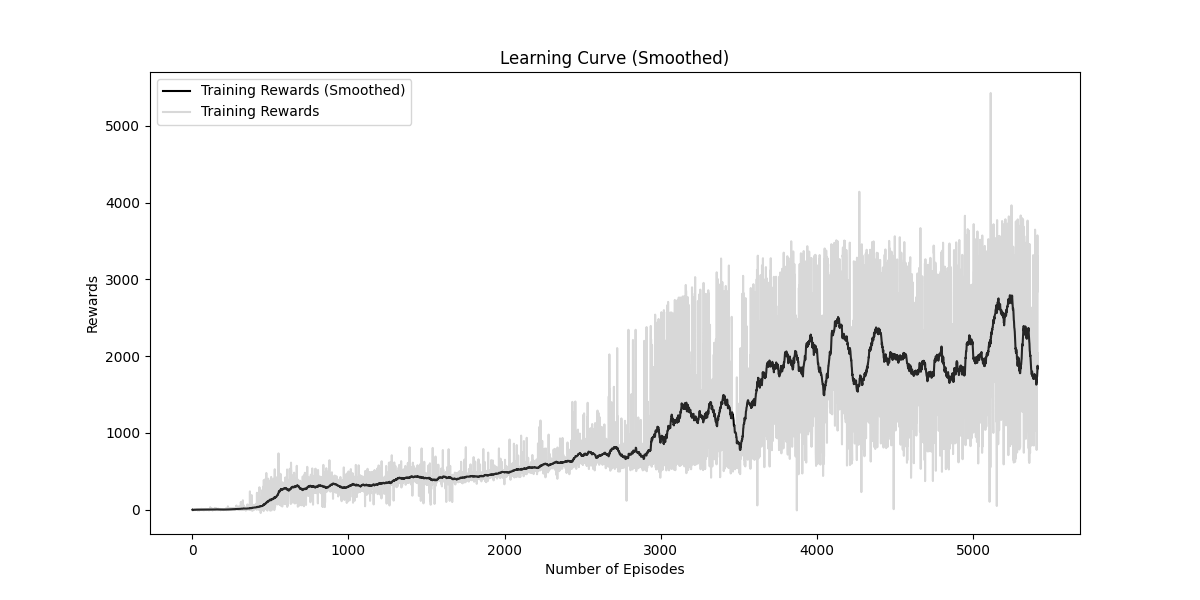 Learning Curve (Smoothed)
Training Rewards (Smoothed)
Training Rewards
Rewards
5000
4000
3000
2000
1000
0
0 1000 2000 3000 4000 5000
Number of Episodes